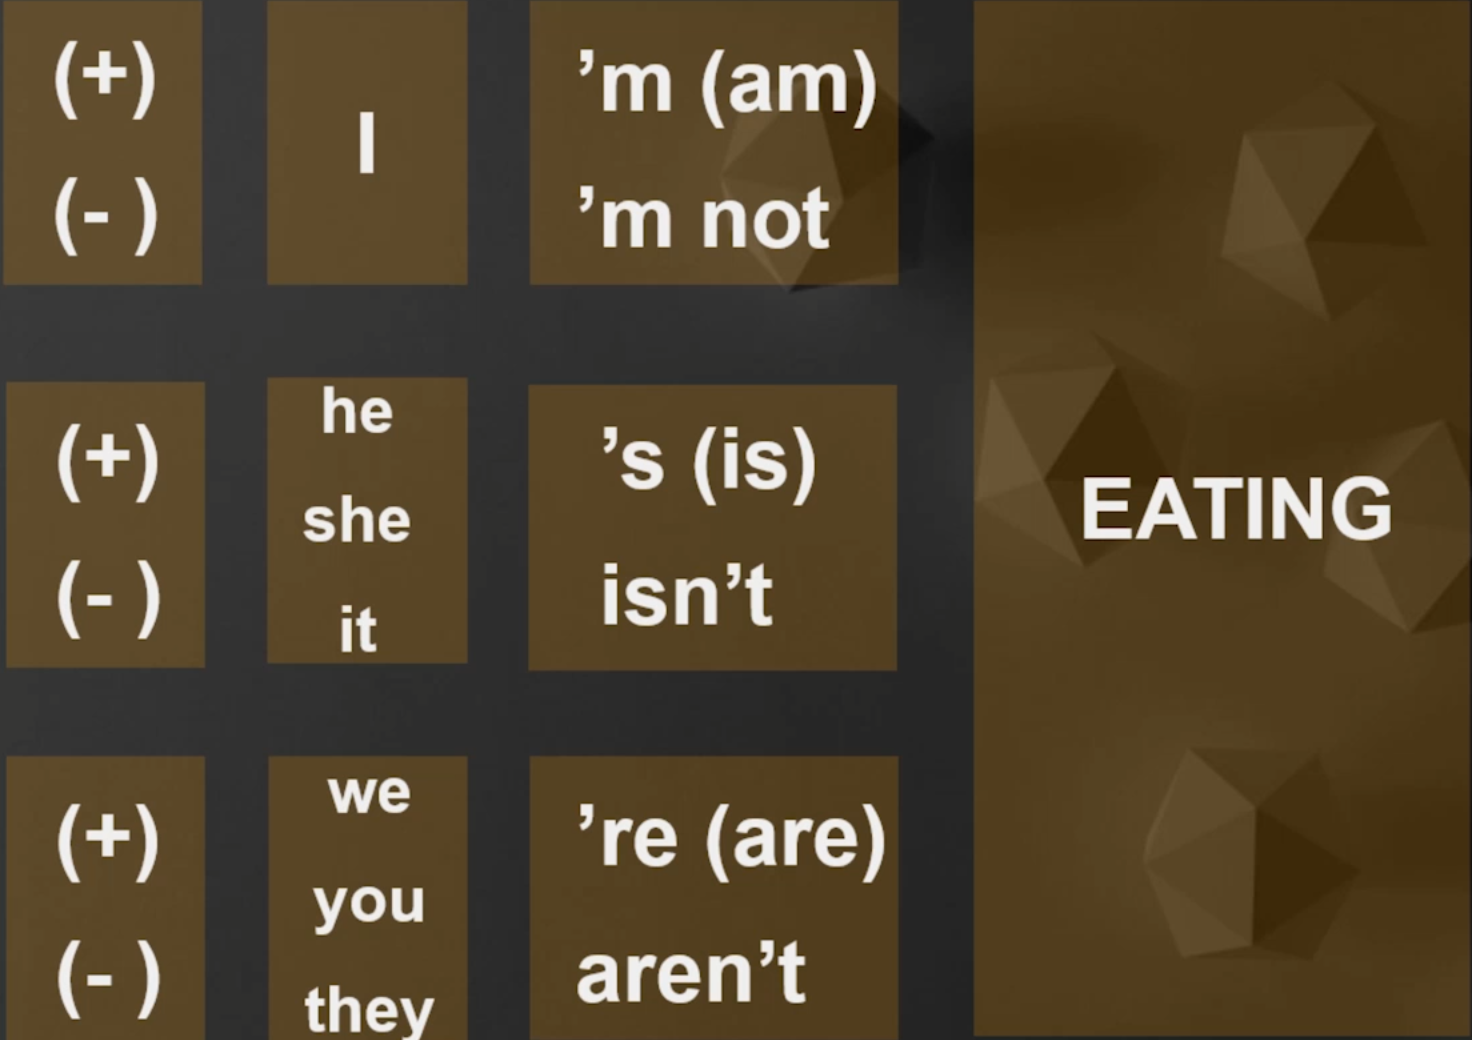 (+)
(- )
I
’m (am)
’m not
(+)
(- )
he
she
it
’s (is)
isn’t
EATING
(+)
(- )
we
you
they
’re (are)
aren’t